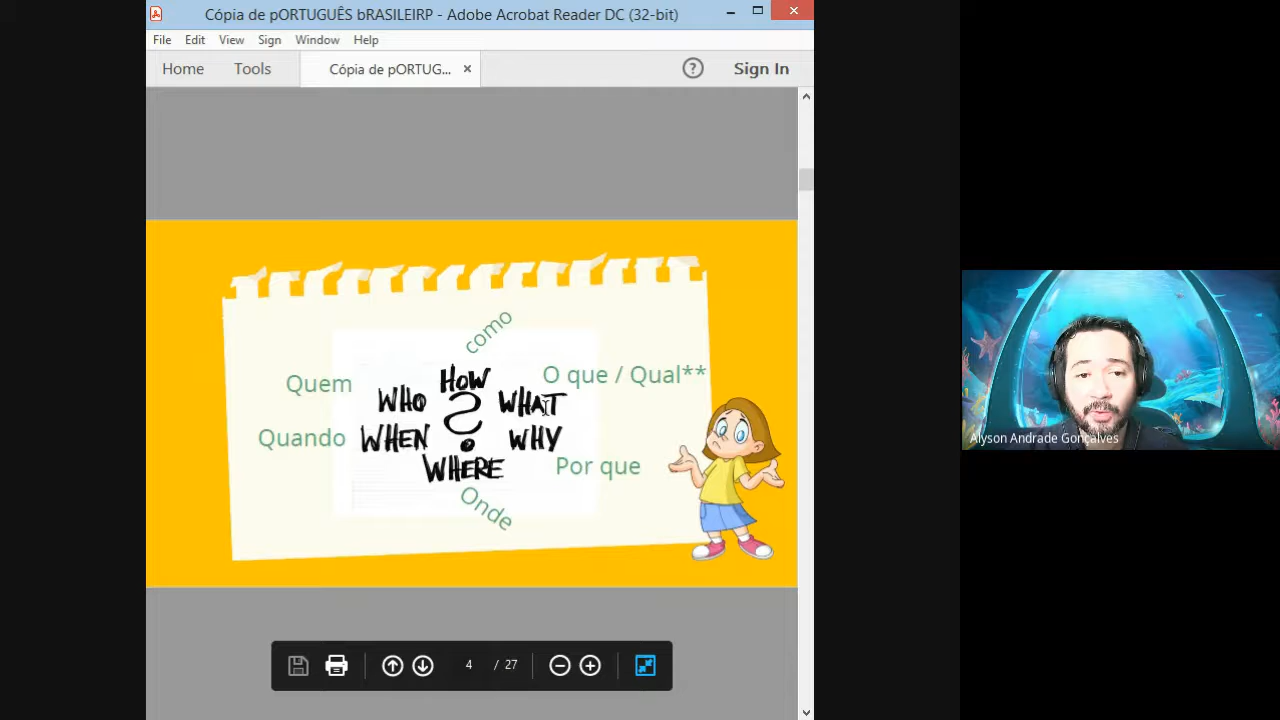 Cópia de pORTUGUÊS bRASILEIRP - Adobe Acrobat Reader DC (32-bit)
File Edit View Sign Window Help
Home Tools Cópia de pORTUG... × ? Sign In
como
Quem HOW O que / Qual**
WHO ? WHAT
Quando WHEN WHY
WHERE Por que
Onde
Alyson Andrade Gonçalves
4 / 27